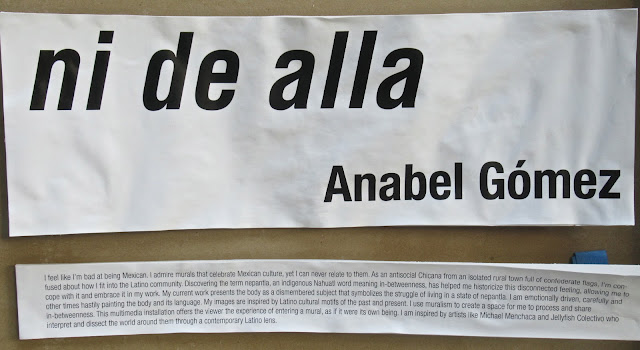 ni de alla
Anabel Gómez
I feel like I'm bad at being Mexican. I admire murals that celebrate Mexican culture, yet I can never relate to them. As an antisocial Chicana from an isolated rural town full of confederate flags, I'm con-
fused about how I fit into the Latino community. Discovering the term nepantla, an indigenous Nahuatl word meaning in-betweenness, has helped me historicize this disconnected feeling, allowing me to
cope with it and embrace it in my work. My current work presents the body as a dismembered subject that symbolizes the struggle of living in a state of nepantla. I am emotionally driven, carefully and
other times hastily painting the body and its language. My images are inspired by Latino cultural motifs of the past and present. I use muralism to create a space for me to process and share
in-betweenness. This multimedia installation offers the viewer the experience of entering a mural, as if it were its own being. I am inspired by artists like Michael Menchaca and Jellyfish Colectivo who
interpret and dissect the world around them through a contemporary Latino lens.